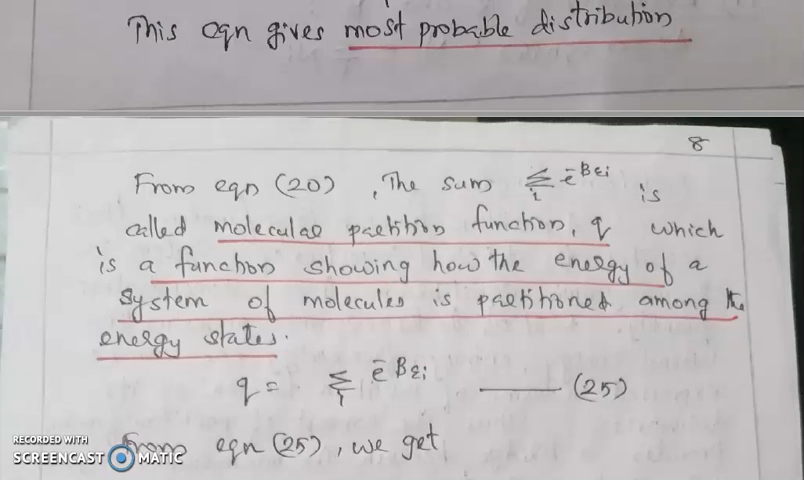 This eqn gives most probable distribution
8
From eqn (20), The sum Σᵢ e^-βεi is
called molecular partition function, q which
is a function showing how the energy of a
system of molecules is partitioned among the
energy states.
q = Σᵢ e^-βεi —— (25)
From eqn (25), we get
RECORDED WITH
SCREENCAST MATIC